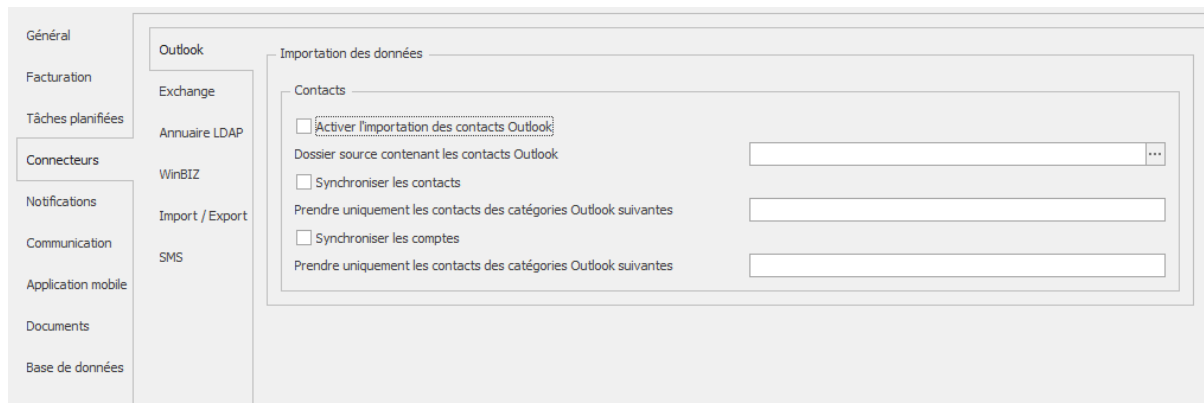 Général
Facturation
Tâches planifiées
Connecteurs
Notifications
Communication
Application mobile
Documents
Base de données
Outlook
Exchange
Annuaire LDAP
WinBIZ
Import / Export
SMS
Importation des données
Contacts
Activer l'importation des contacts Outlook
Dossier source contenant les contacts Outlook
...
Synchroniser les contacts
Prendre uniquement les contacts des catégories Outlook suivantes
Synchroniser les comptes
Prendre uniquement les contacts des catégories Outlook suivantes